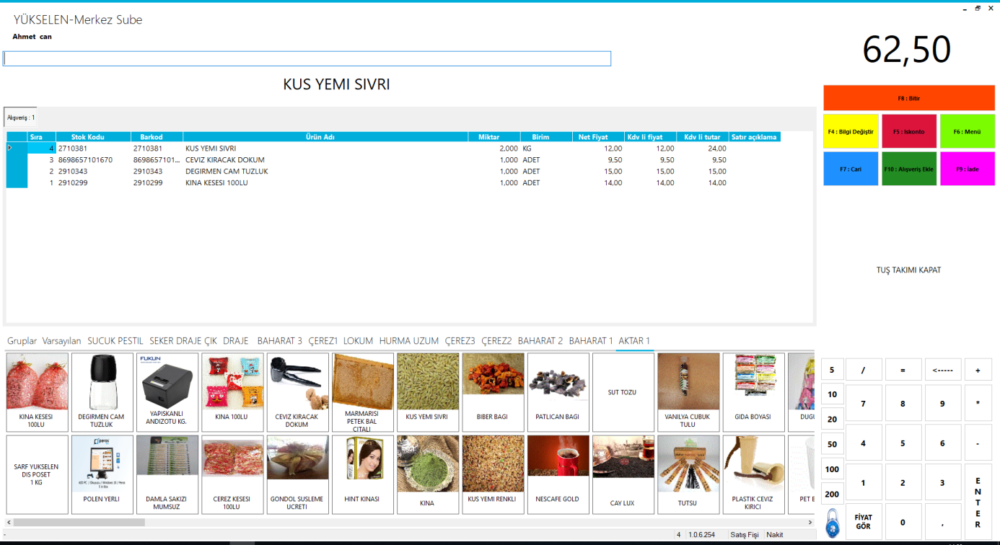 YÜKSELEN-Merkez Sube
Ahmet can
62,50
KUS YEMI SIVRI
F8 : Bitir
F4 : Bilgi Değiştir F5 : Iskonto F6 : Menü
F7 : Cari F10 : Alışveriş Ekle F9 : İade
TUŞ TAKIMI KAPAT
Alışveriş : 1
Sıra Stok Kodu Barkod Ürün Adı Miktar Birim Net Fiyat Kdv li fiyat Kdv li tutar Satır açıklama
4 2710381 2710381 KUS YEMI SIVRI 2,000 KG 12,00 12,00 24,00
3 8698657101670 8698657101... CEVIZ KIRACAK DOKUM 1,000 ADET 9,50 9,50 9,50
2 2910343 2910343 DEGIRMEN CAM TUZLUK 1,000 ADET 15,00 15,00 15,00
1 2910299 2910299 KINA KESESI 100LU 1,000 ADET 14,00 14,00 14,00
Gruplar Varsayılan SUCUK PESTIL SEKER DRAJE ÇIK DRAJE BAHARAT 3 ÇEREZ1 LOKUM HURMA UZUM ÇEREZ3 ÇEREZ2 BAHARAT 2 BAHARAT 1 AKTAR 1
KINA KESESI
100LU
DEGIRMEN CAM
TUZLUK
FUKUN
YAPISKANLI
ANDIZOTU KG.
KINA 100LU
CEVIZ KIRACAK
DOKUM
MARMARISI
PETEK BAL
CITALI
KUS YEMI SIVRI
BIBER BAGI
PATLICAN BAGI
SUT TOZU
VANILYA CUBUK
TULU
GIDA BOYASI
DUGU
SARF YUKSELEN
DIS POSET
1 KG
peros
POLEN YERLI
DAMLA SAKIZI
MUMSUZ
CEREZ KESESI
100LU
GONDOL SUSLEME
UCRETI
HINT KINASI
KINA
KUS YEMI RENKLI
NESCAFE GOLD
CAY LUX
TUTSU
PLASTIK CEVIZ
KIRICI
PET B
5 / = <----- +
10 7 8 9 *
20
50 4 5 6 -
100 1 2 3 ENTER
200
FİYAT
GÖR
0 ,
- 4 1.0.6.254 Satış Fişi Nakit